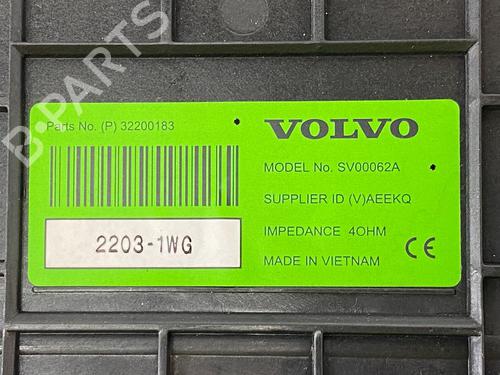 Parts No. (P) 32200183
2203-1WG
VOLVO
MODEL No. SV00062A
SUPPLIER ID (V)AEEKQ
IMPEDANCE 4OHM
MADE IN VIETNAM
CE
B-PARTS